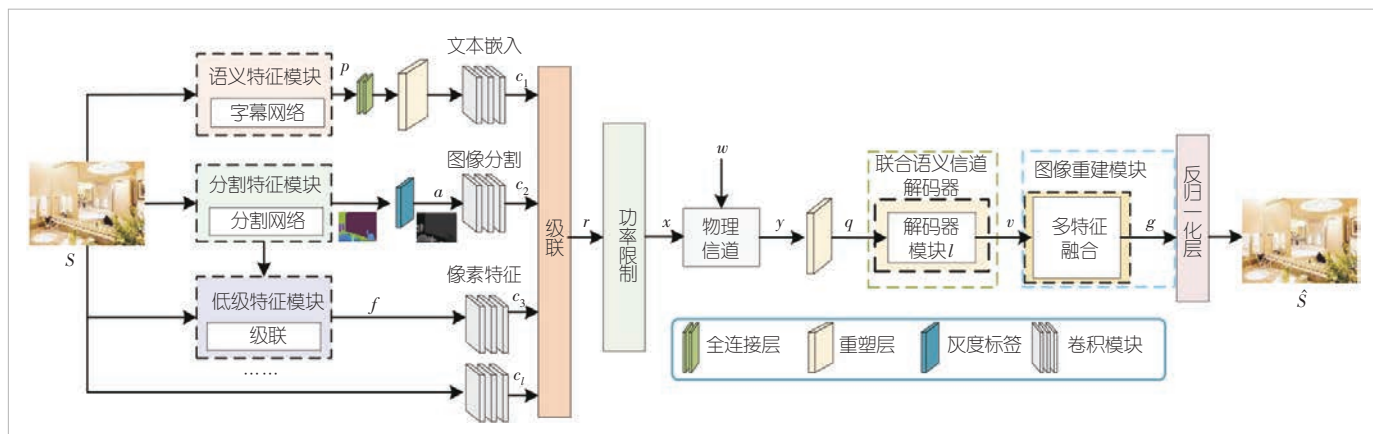 语义特征模块
字幕网络
p
文本嵌入
c₁
S
分割特征模块
分割网络
a
图像分割
c₂
低级特征模块
级联
f
像素特征
c₃
……
c_l
级联
r
功率限制
x
w
物理
信道
y
q
联合语义信道
解码器
解码器
模块l
v
图像重建模块
多特征
融合
g
反归一化层
Ŝ
全连接层
重塑层
灰度标签
卷积模块